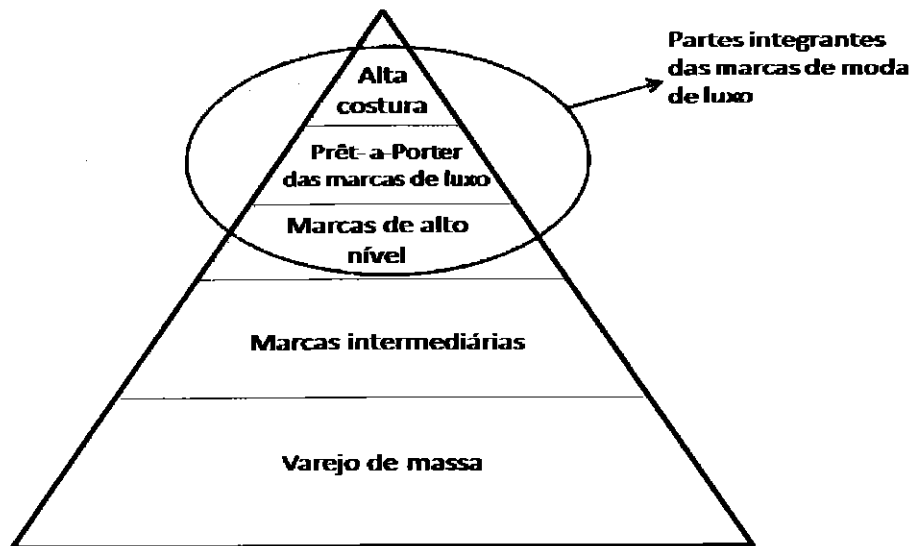 Partes integrantes
das marcas de moda
de luxo
Alta
costura
Prêt- a-Porter
das marcas de luxo
Marcas de alto
nível
Marcas intermediárias
Varejo de massa